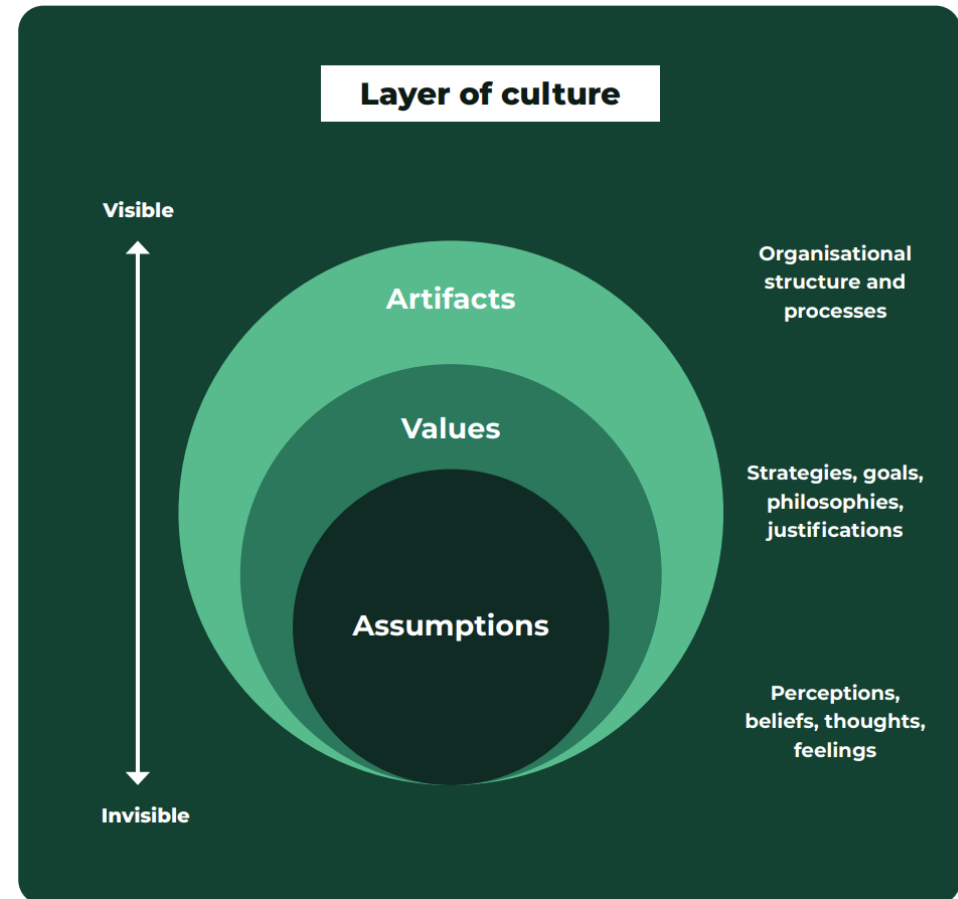 Layer of culture
Visible
Artifacts
Organisational
structure and
processes
Values
Strategies, goals,
philosophies,
justifications
Assumptions
Perceptions,
beliefs, thoughts,
feelings
Invisible